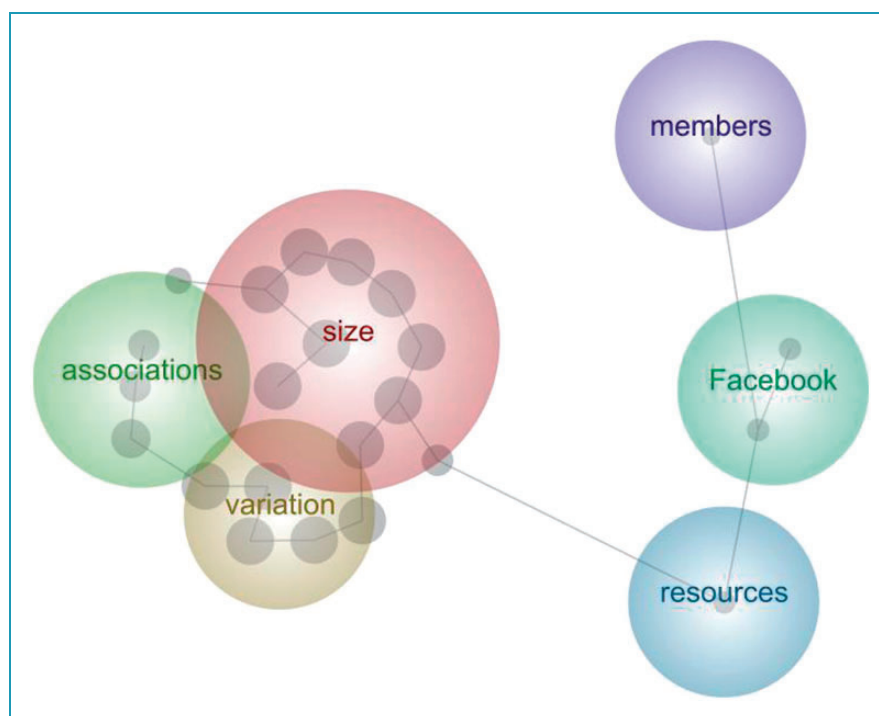 members
size
associations
Facebook
variation
resources